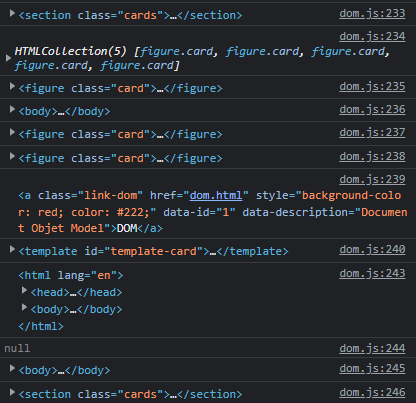 <section class="cards">…</section> dom.js:233
dom.js:234
HTMLCollection(5) [figure.card, figure.card, figure.card,
figure.card, figure.card]
<figure class="card">…</figure> dom.js:235
<body>…</body> dom.js:236
<figure class="card">…</figure> dom.js:237
<figure class="card">…</figure> dom.js:238
dom.js:239
<a class="link-dom" href="dom.html" style="background-colo
r: red; color: #222;" data-id="1" data-description="Documen
t Objet Model">DOM</a>
<template id="template-card">…</template> dom.js:240
<html lang="en"> dom.js:243
<head>…</head>
<body>…</body>
</html>
null dom.js:244
<body>…</body> dom.js:245
<section class="cards">…</section> dom.js:246